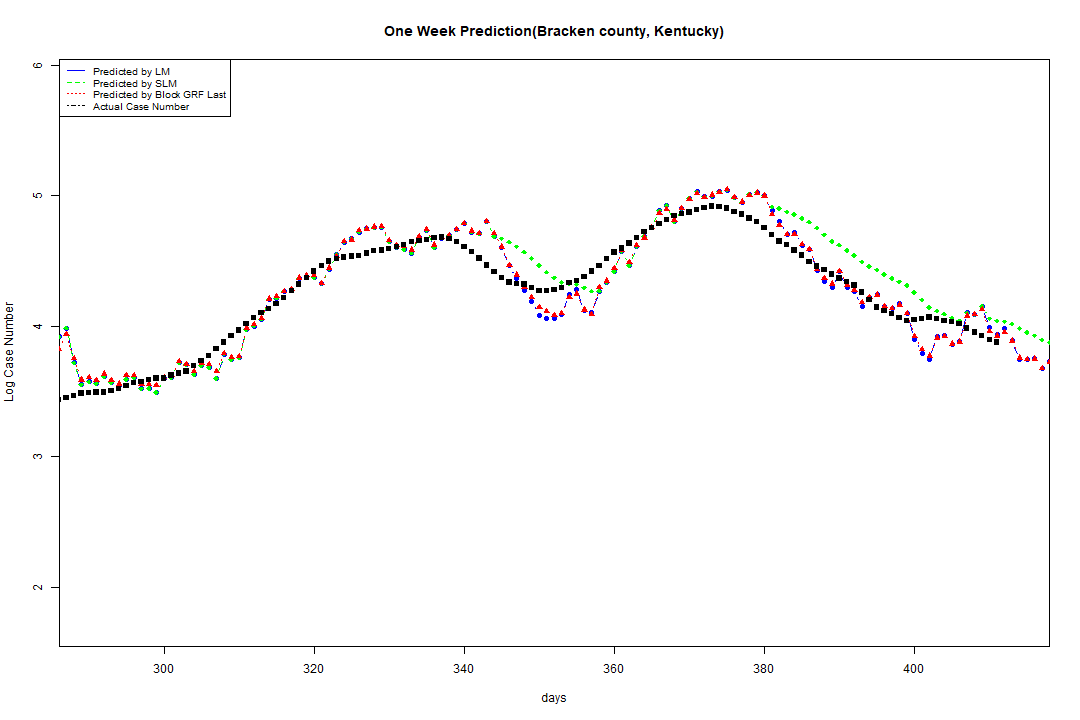 One Week Prediction(Bracken county, Kentucky)
Predicted by LM
Predicted by SLM
Predicted by Block GRF Last
Actual Case Number
Log Case Number
6
5
4
3
2
300 320 340 360 380 400
days